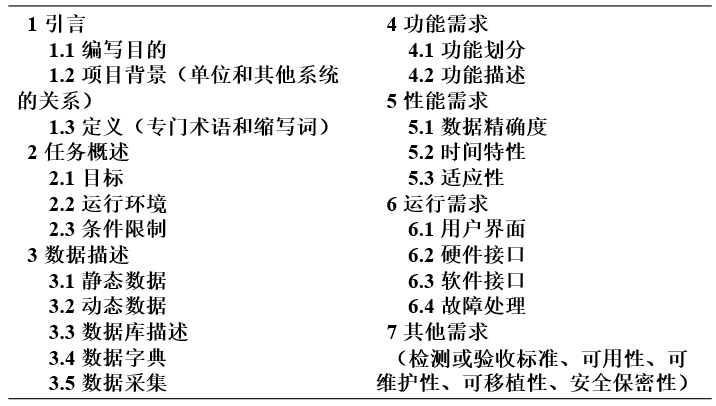 1 引言
1.1 编写目的
1.2 项目背景（单位和其他系统
的关系）
1.3 定义（专门术语和缩写词）
2 任务概述
2.1 目标
2.2 运行环境
2.3 条件限制
3 数据描述
3.1 静态数据
3.2 动态数据
3.3 数据库描述
3.4 数据字典
3.5 数据采集
4 功能需求
4.1 功能划分
4.2 功能描述
5 性能需求
5.1 数据精确度
5.2 时间特性
5.3 适应性
6 运行需求
6.1 用户界面
6.2 硬件接口
6.3 软件接口
6.4 故障处理
7 其他需求
（检测或验收标准、可用性、可
维护性、可移植性、安全保密性）